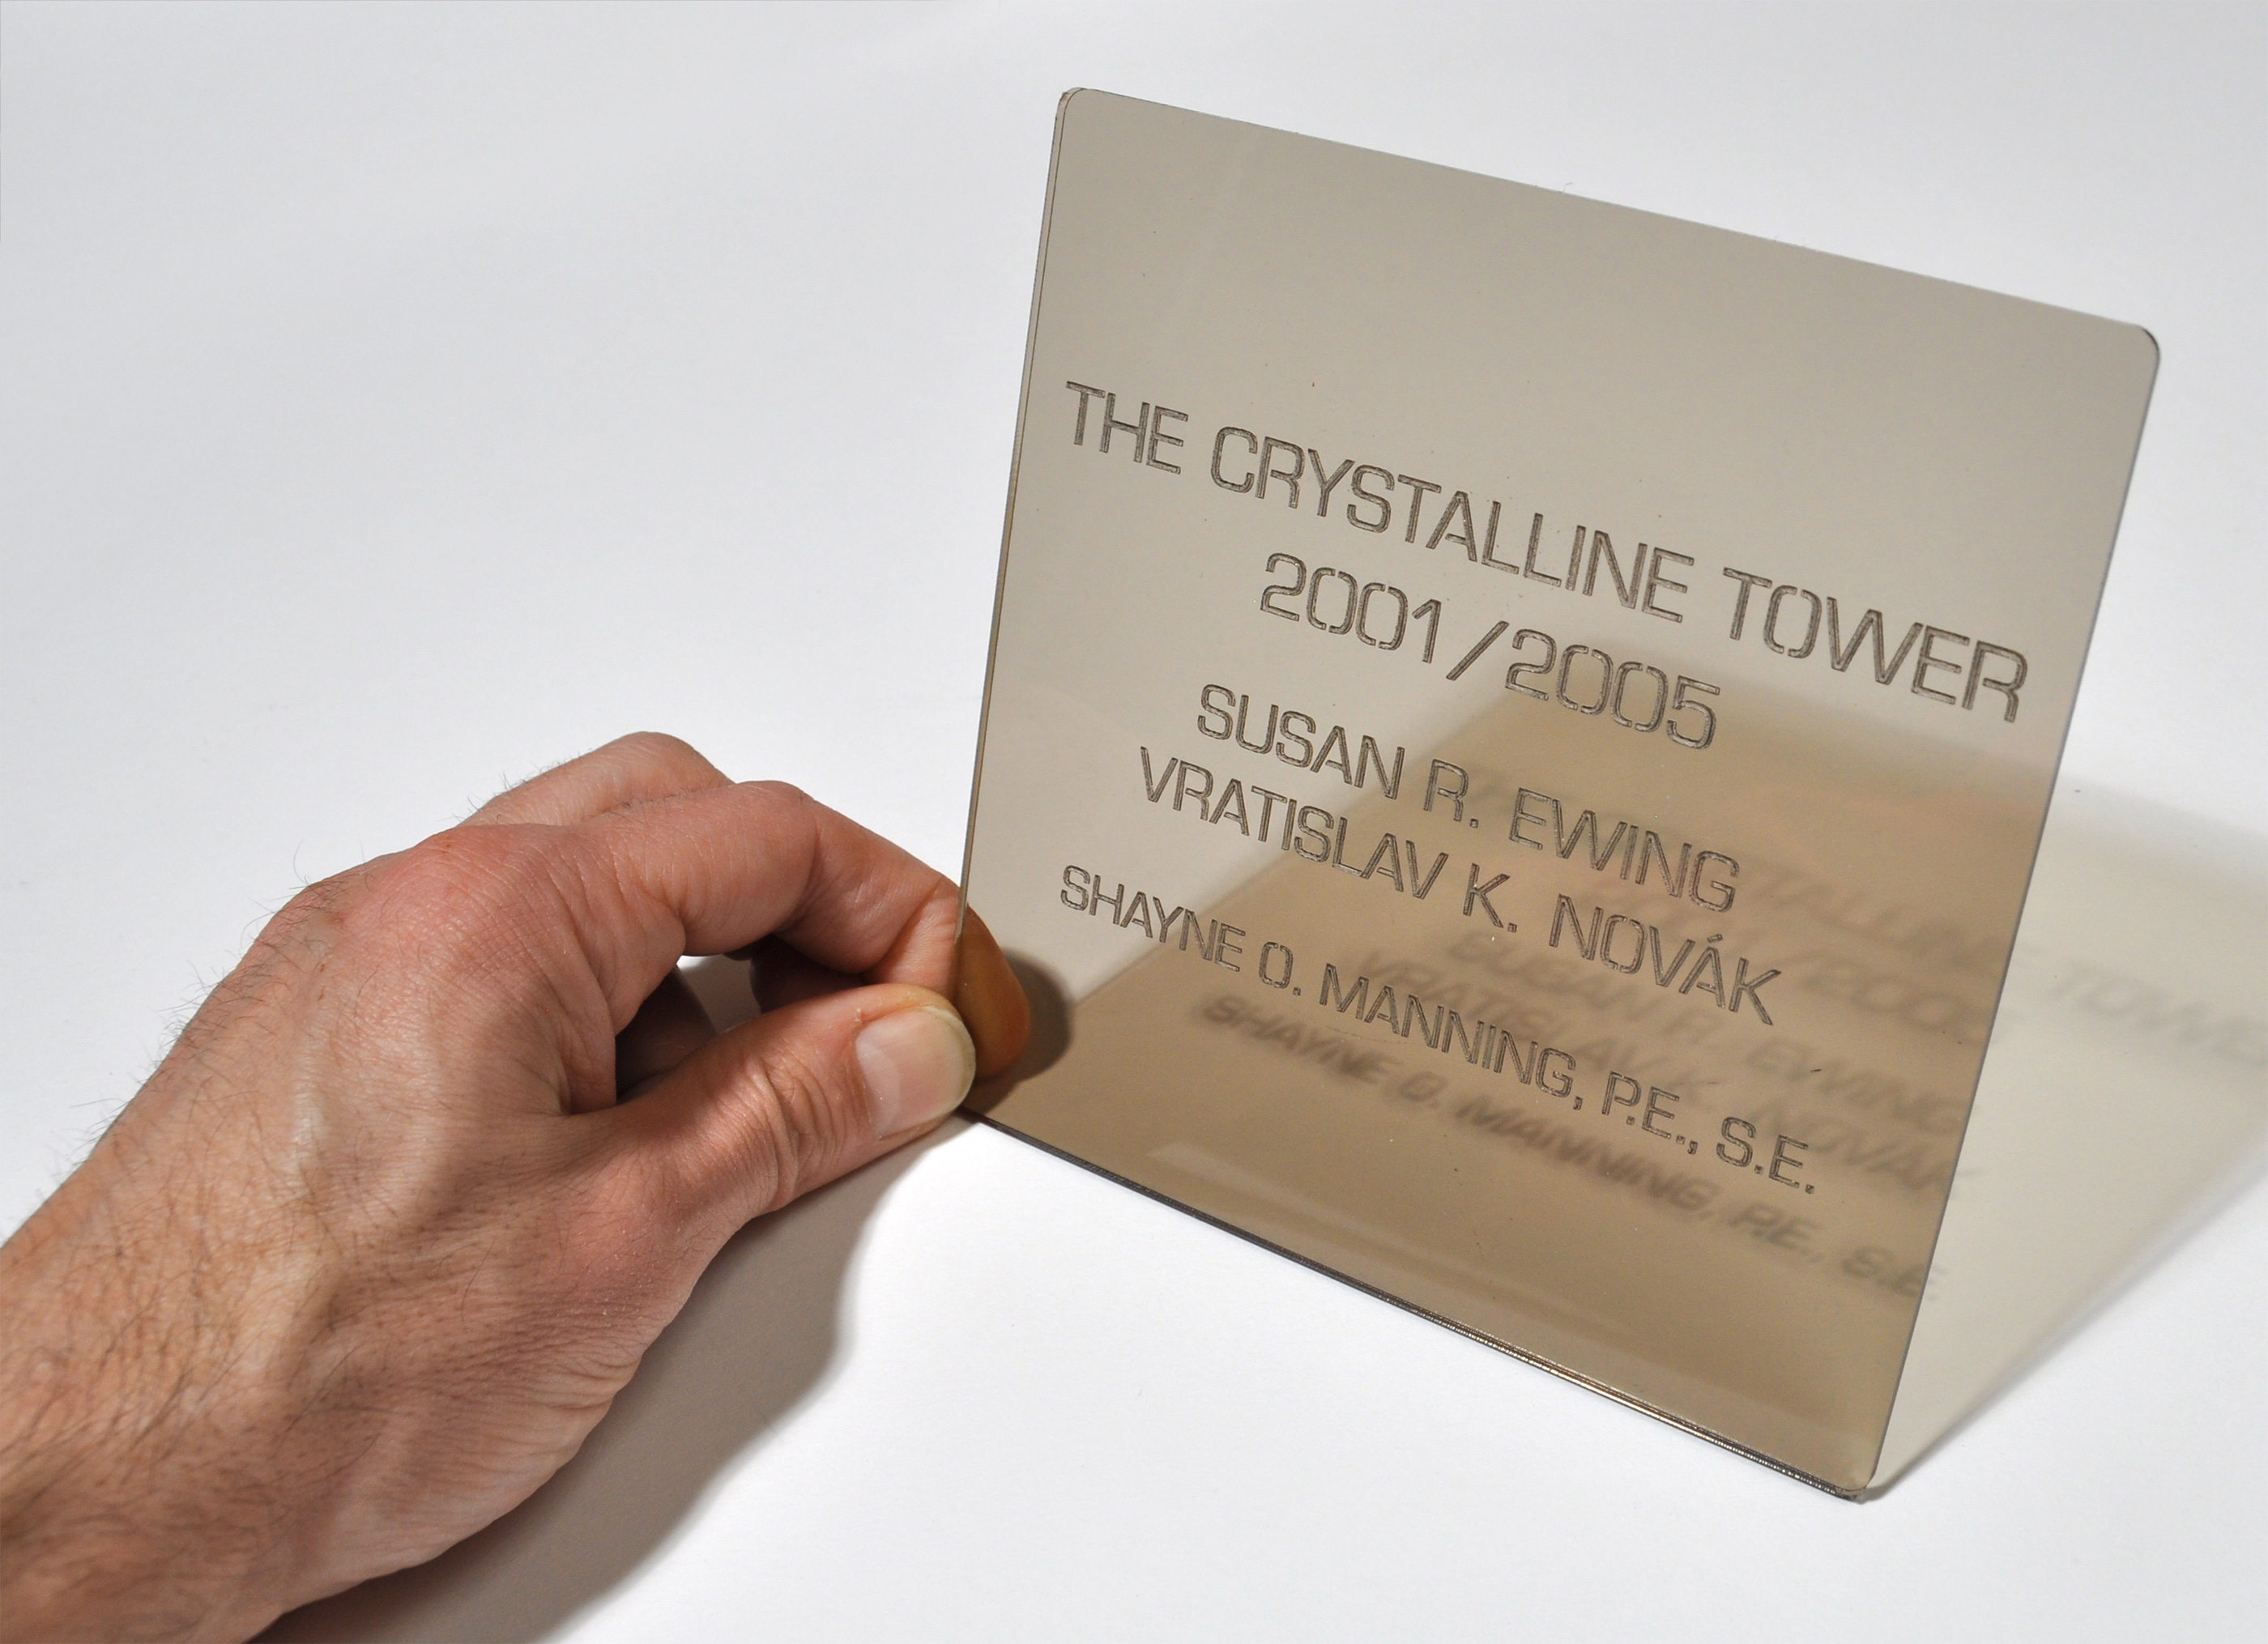 THE CRYSTALLINE TOWER
2001/2005
SUSAN R. EWING
VRATISLAV K. NOVÁK
SHAYNE O. MANNING, P.E., S.E.